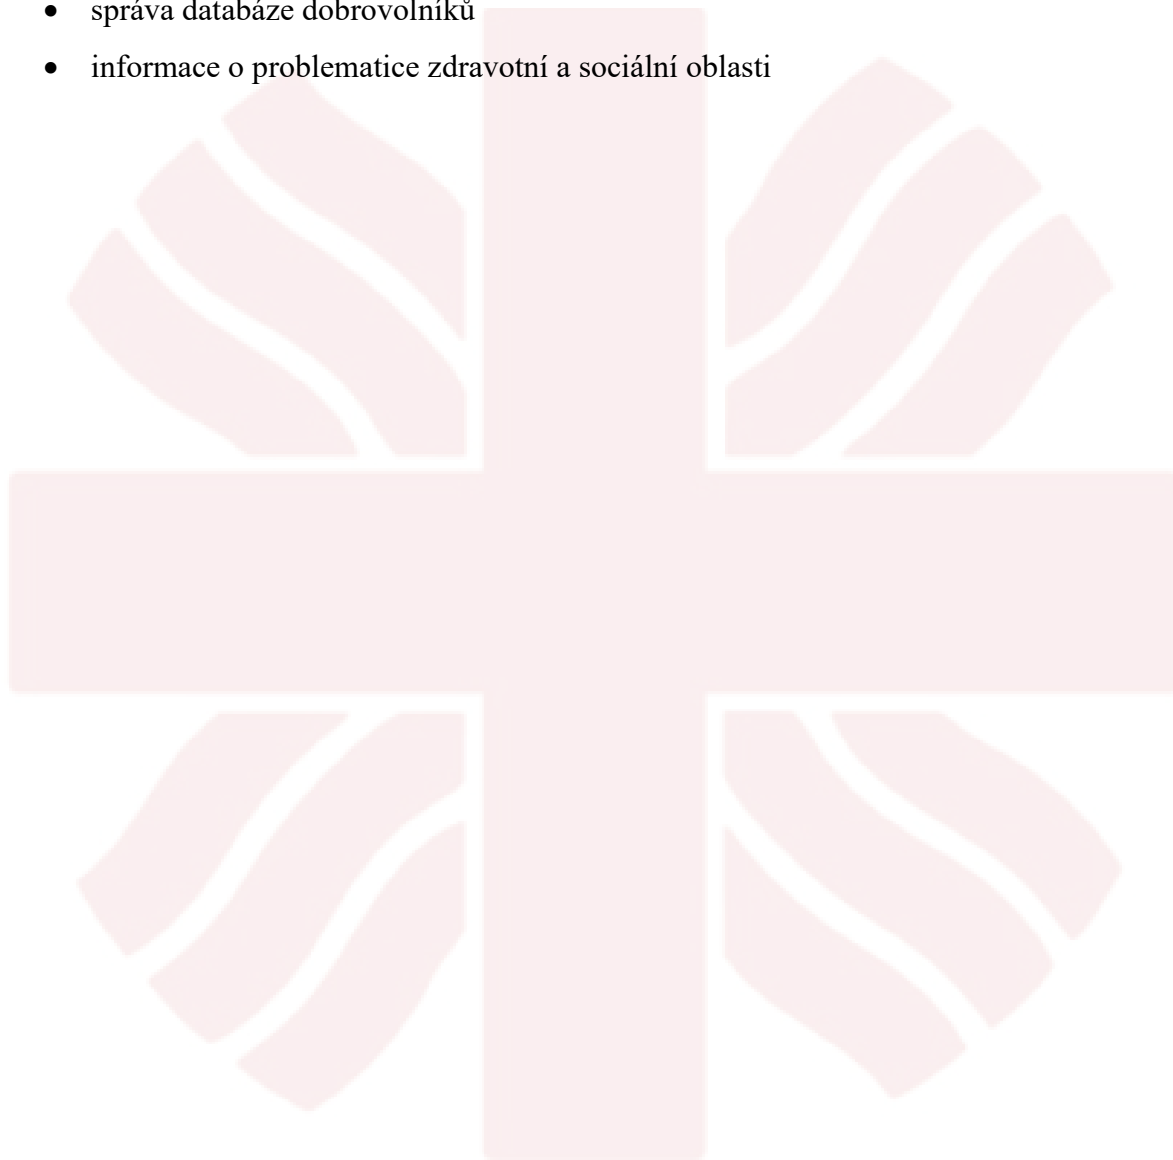 • správa databáze dobrovolníků
• informace o problematice zdravotní a sociální oblasti